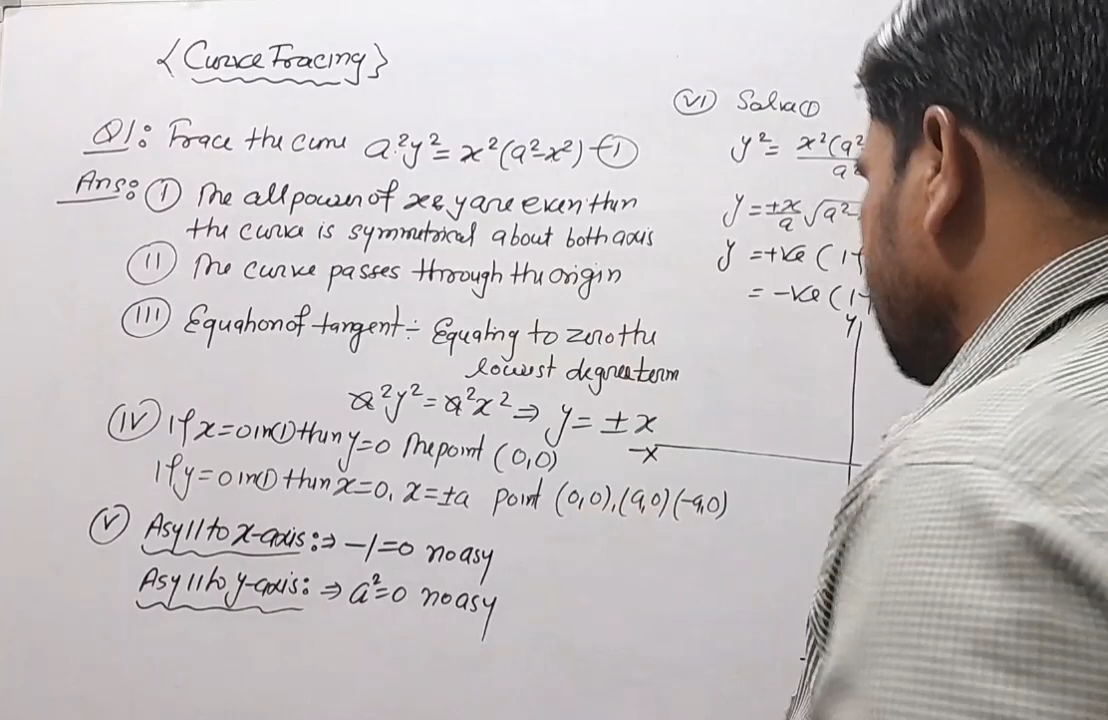 {Curve Tracing}
Q1: Trace the curve a²y² = x²(a²-x²) -①
Ans: ① The all power of x & y are even then
the curve is symmetrical about both axis
(II) The curve passes through the origin
(III) Equation of tangent :- Equating to zero the
lowest degree term
a²y² = a²x² ⇒ y = ± x
(IV) If x=0 in ① then y=0 The point (0,0)
If y=0 in ① then x=0, x=±a point (0,0),(a,0)(-a,0)
(V) Asy || to x-axis :⇒ -1=0 no asy
Asy || to y-axis : ⇒ a²=0 no asy
(VI) Solve ①
y² = x²(a²
a²
y = ±x/a √a²-
y = +ve (1+
= -ve (1-
y
-x